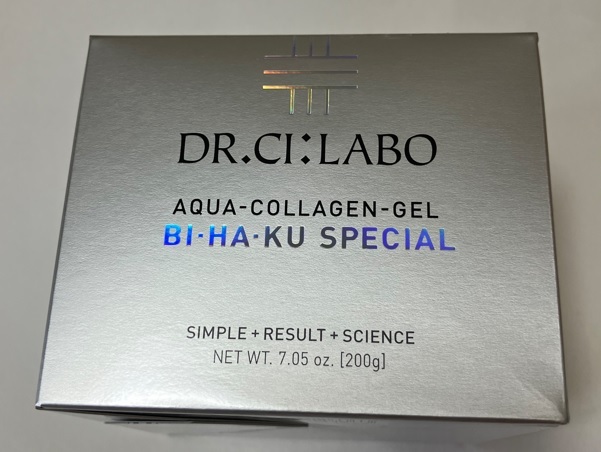 DR.CI:LABO
AQUA-COLLAGEN-GEL
BI·HA·KU SPECIAL
SIMPLE+RESULT+SCIENCE
NET WT. 7.05 oz. [200g]